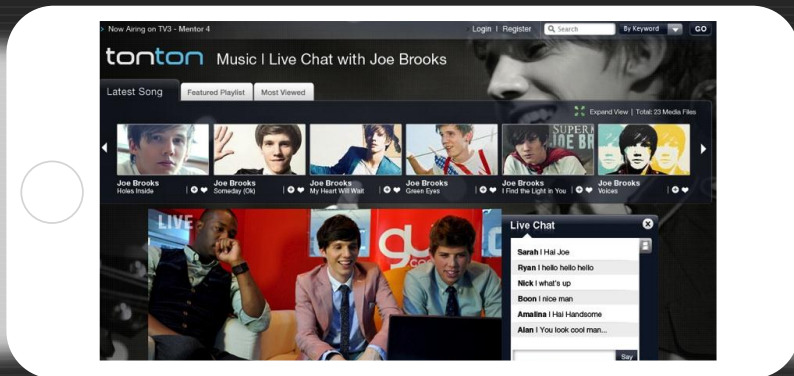 Now Airing on TV3 - Mentor 4
Login | Register
Search
By Keyword
GO
tonton Music | Live Chat with Joe Brooks
Latest Song
Featured Playlist
Most Viewed
Expand View | Total: 23 Media Files
Joe Brooks
Holes Inside
Joe Brooks
Someday (Ok)
Joe Brooks
My Heart Will Wait
Joe Brooks
Green Eyes
Joe Brooks
I Find the Light in You
Joe Brooks
Voices
LIVE
Live Chat
Sarah | Hai Joe
Ryan | hello hello hello
Nick | what's up
Boon | nice man
Amalina | Hai Handsome
Alan | You look cool man...
Say